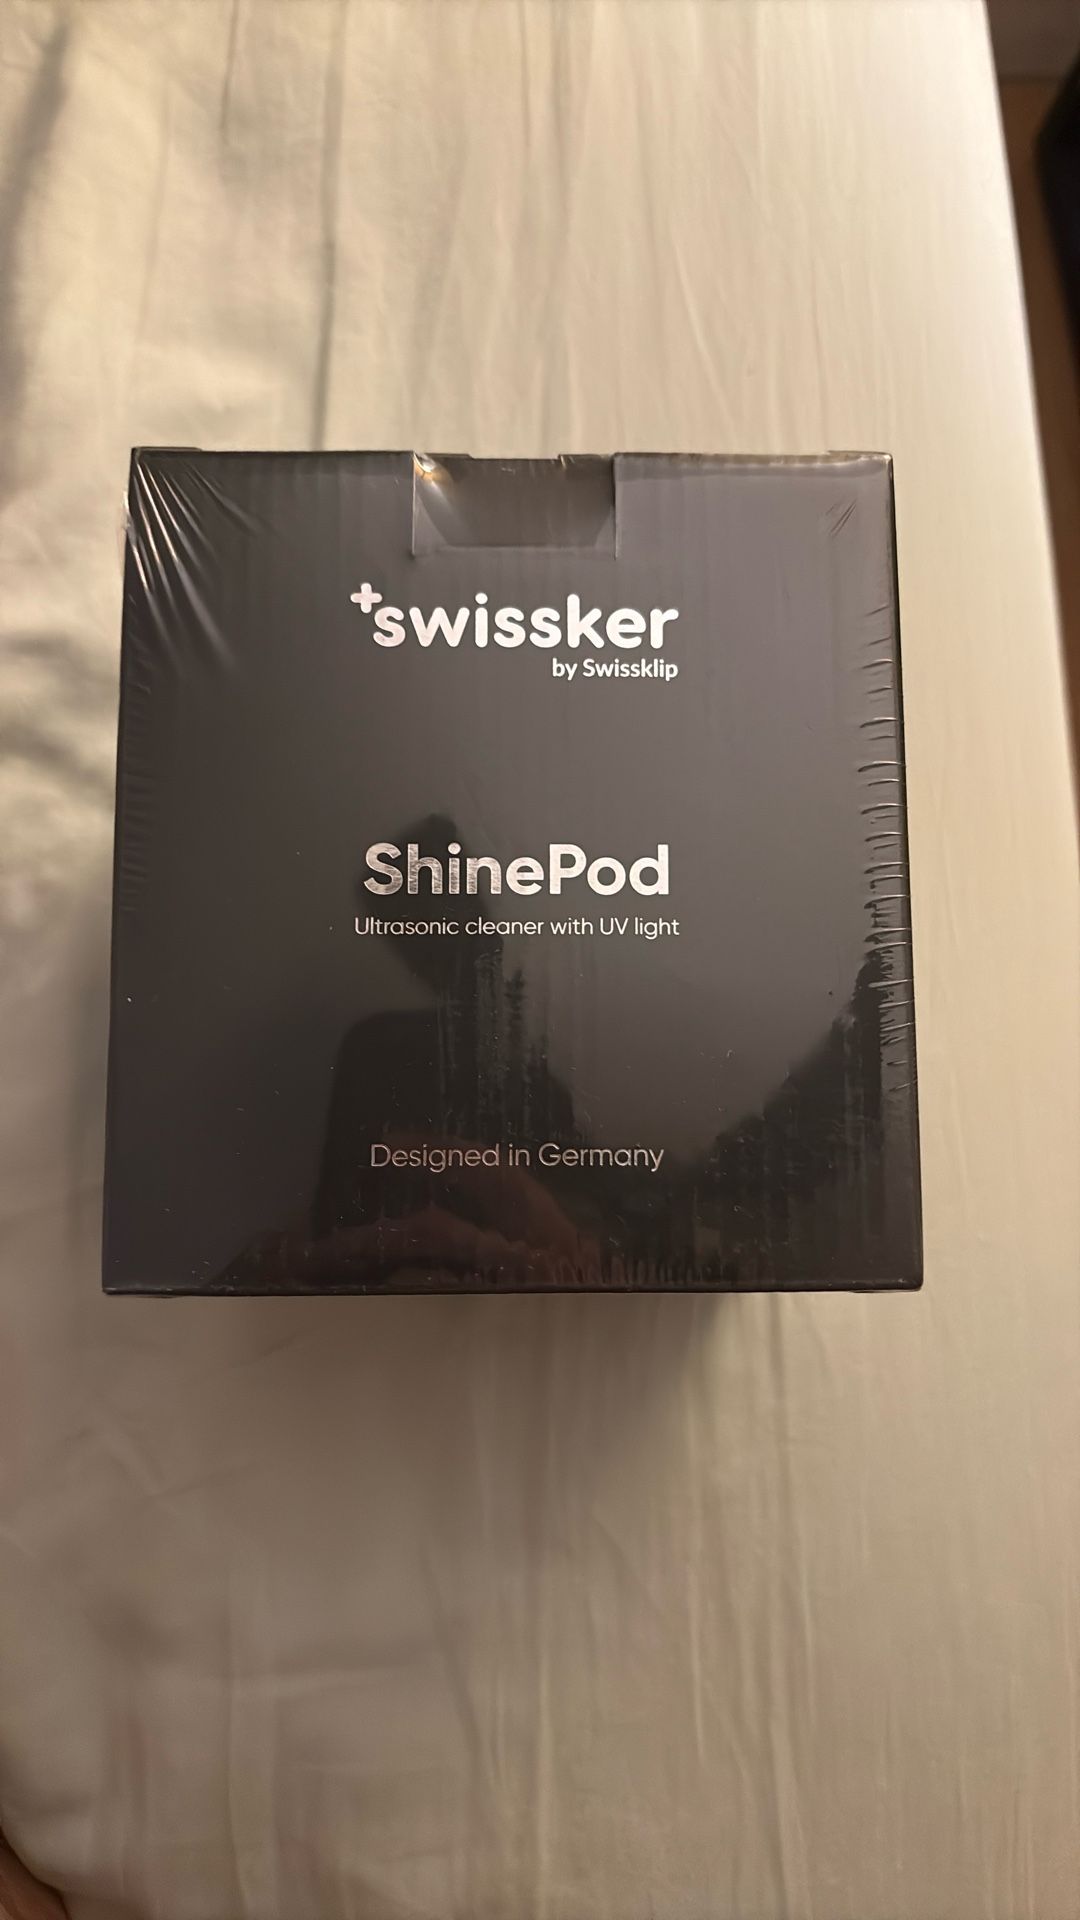 swissker
by Swissklip
ShinePod
Ultrasonic cleaner with UV light
Designed in Germany